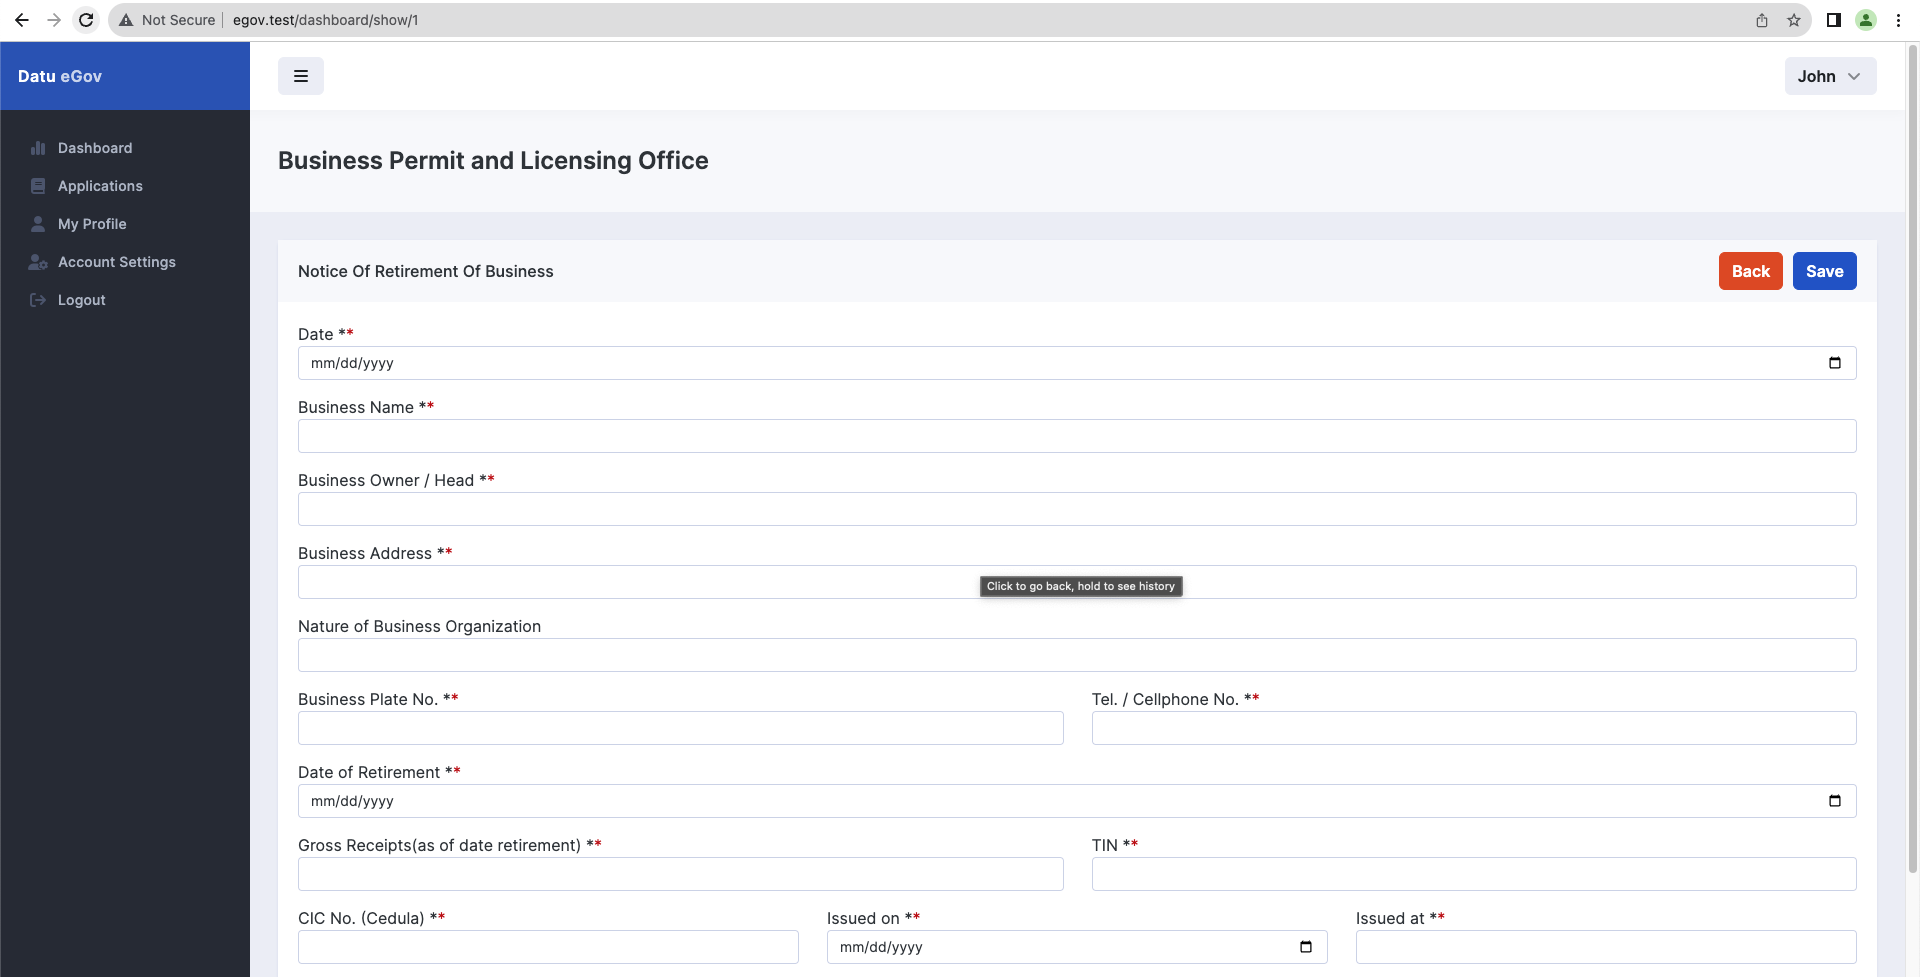 Not Secure
egov.test/dashboard/show/1
Datu eGov
John
Dashboard
Applications
My Profile
Account Settings
Logout
Business Permit and Licensing Office
Notice Of Retirement Of Business
Back
Save
Date **
mm/dd/yyyy
Business Name **
Business Owner / Head **
Business Address **
Click to go back, hold to see history
Nature of Business Organization
Business Plate No. **
Tel. / Cellphone No. **
Date of Retirement **
mm/dd/yyyy
Gross Receipts(as of date retirement) **
TIN **
CIC No. (Cedula) **
Issued on **
Issued at **
mm/dd/yyyy